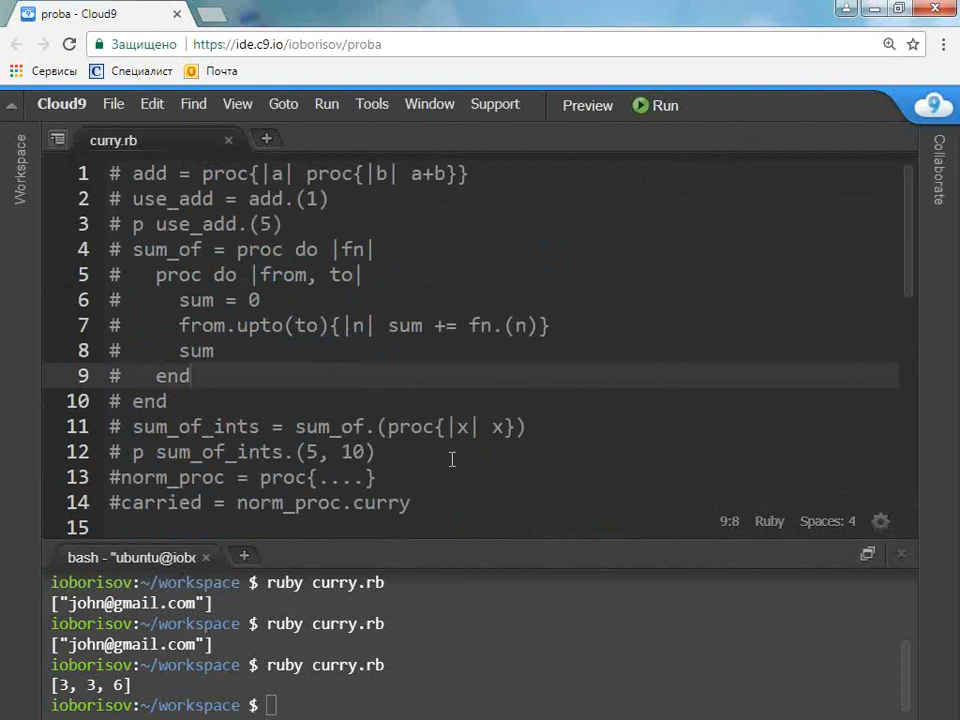 proba - Cloud9
Защищено https://ide.c9.io/ioborisov/proba
Сервисы Специалист Почта
Cloud9 File Edit Find View Goto Run Tools Window Support Preview Run
Workspace
Collaborate
curry.rb
1 # add = proc{|a| proc{|b| a+b}}
2 # use_add = add.(1)
3 # p use_add.(5)
4 # sum_of = proc do |fn|
5 #   proc do |from, to|
6 #     sum = 0
7 #     from.upto(to){|n| sum += fn.(n)}
8 #     sum
9 #   end
10 # end
11 # sum_of_ints = sum_of.(proc{|x| x})
12 # p sum_of_ints.(5, 10)
13 #norm_proc = proc{....}
14 #carried = norm_proc.curry
15
9:8 Ruby Spaces: 4
bash - "ubuntu@iobo
ioborisov:~/workspace $ ruby curry.rb
["john@gmail.com"]
ioborisov:~/workspace $ ruby curry.rb
["john@gmail.com"]
ioborisov:~/workspace $ ruby curry.rb
[3, 3, 6]
ioborisov:~/workspace $